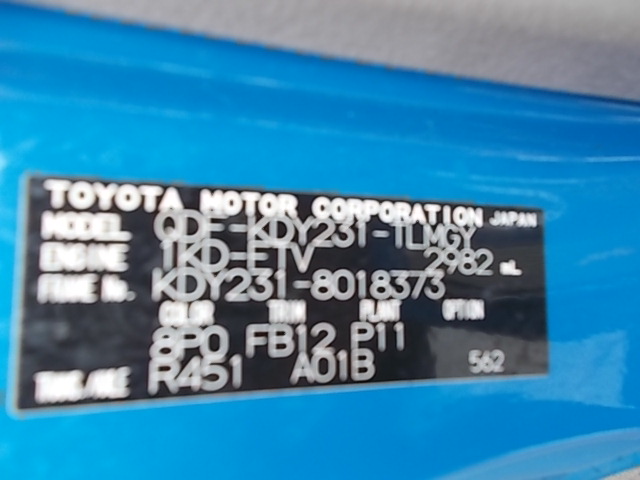 TOYOTA MOTOR CORPORATION JAPAN
MODEL QDF-KDY231-TLMGY
ENGINE 1KD-FTV 2982 mL
FRAME No. KDY231-8018373
COLOR TRIM PLANT OPTION
8P0 FB12 P11
TRANS/AXLE R451 A01B 562